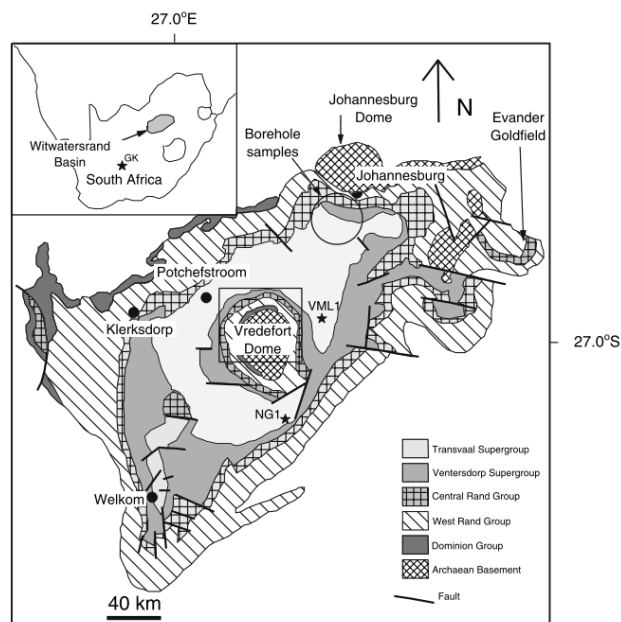 27.0°E
Johannesburg
Dome
N
Evander
Goldfield
Borehole
samples
Witwatersrand
Basin
GK
South Africa
Johannesburg
Potchefstroom
VML1
Klerksdorp
Vredefort
Dome
27.0°S
NG1
Welkom
Transvaal Supergroup
Ventersdorp Supergroup
Central Rand Group
West Rand Group
Dominion Group
Archaean Basement
Fault
40 km